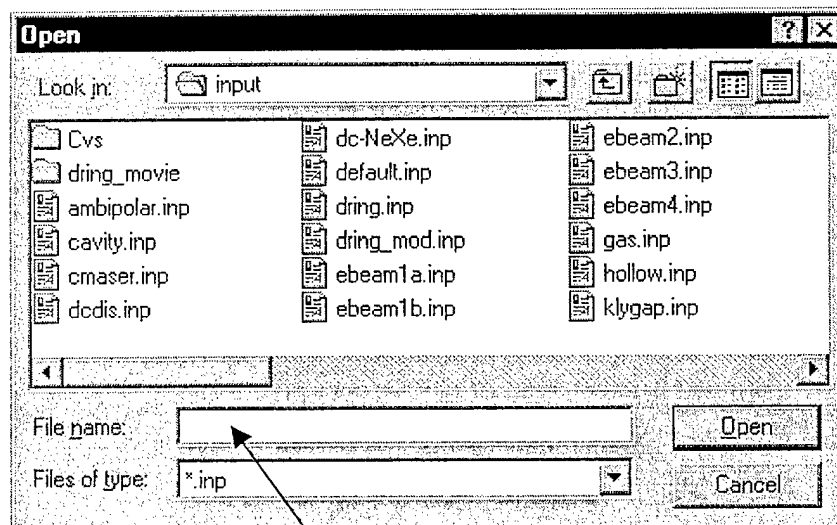 Open
Look in: input
Cvs
dring_movie
ambipolar.inp
cavity.inp
cmaser.inp
dcdis.inp
dc-NeXe.inp
default.inp
dring.inp
dring_mod.inp
ebeam1a.inp
ebeam1b.inp
ebeam2.inp
ebeam3.inp
ebeam4.inp
gas.inp
hollow.inp
klygap.inp
File name:
Open
Files of type: *.inp
Cancel